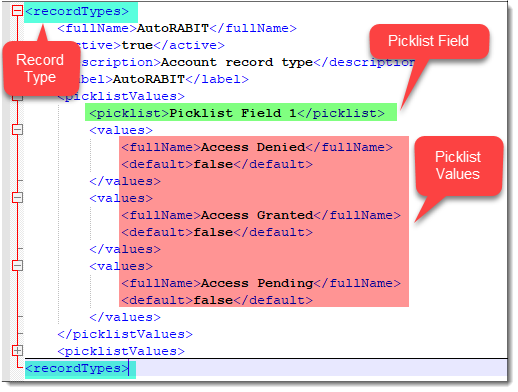 <recordTypes>
<fullName>AutoRABIT</fullName>
ctive>true</active>
scription>Account record type</description
abel>AutoRABIT</label>
<picklistValues>
<picklist>Picklist Field 1</picklist>
<values>
<fullName>Access Denied</fullName>
<default>false</default>
</values>
<values>
<fullName>Access Granted</fullName>
<default>false</default>
</values>
<values>
<fullName>Access Pending</fullName>
<default>false</default>
</values>
</picklistValues>
<picklistValues>
<recordTypes>
Record
Type
Picklist Field
Picklist
Values